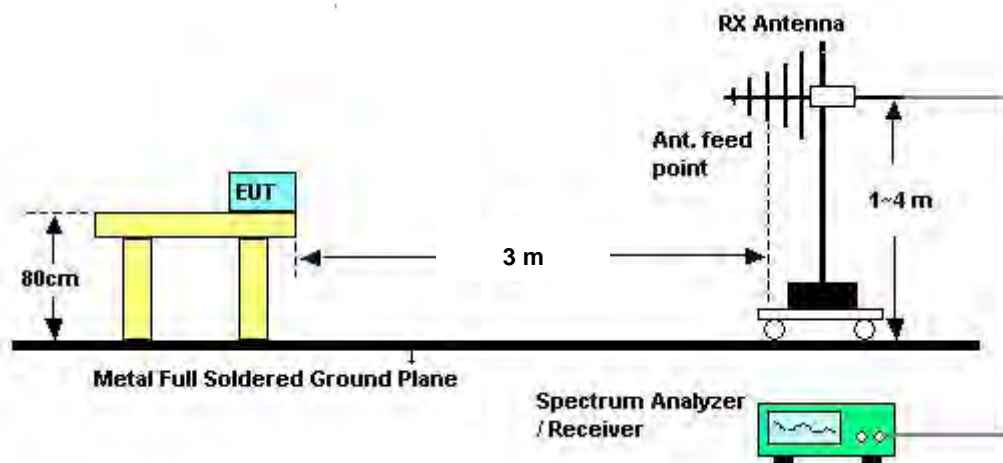 RX Antenna
Ant. feed
point
EUT
1~4 m
3 m
80cm
Metal Full Soldered Ground Plane
Spectrum Analyzer
/ Receiver